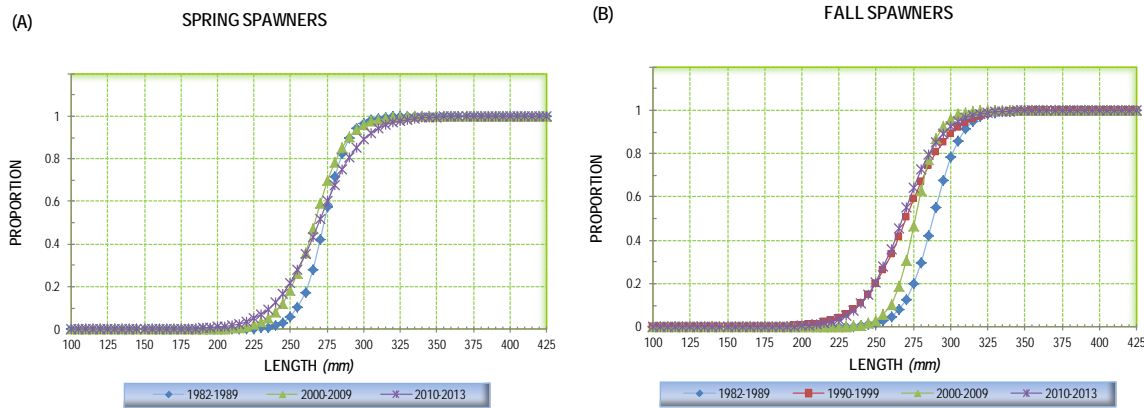 (A)
SPRING SPAWNERS
PROPORTION
1
0.8
0.6
0.4
0.2
0
100 125 150 175 200 225 250 275 300 325 350 375 400 425
LENGTH (mm)
1982-1989 2000-2009 2010-2013
(B)
FALL SPAWNERS
PROPORTION
1
0.8
0.6
0.4
0.2
0
100 125 150 175 200 225 250 275 300 325 350 375 400 425
LENGTH (mm)
1982-1989 1990-1999 2000-2009 2010-2013